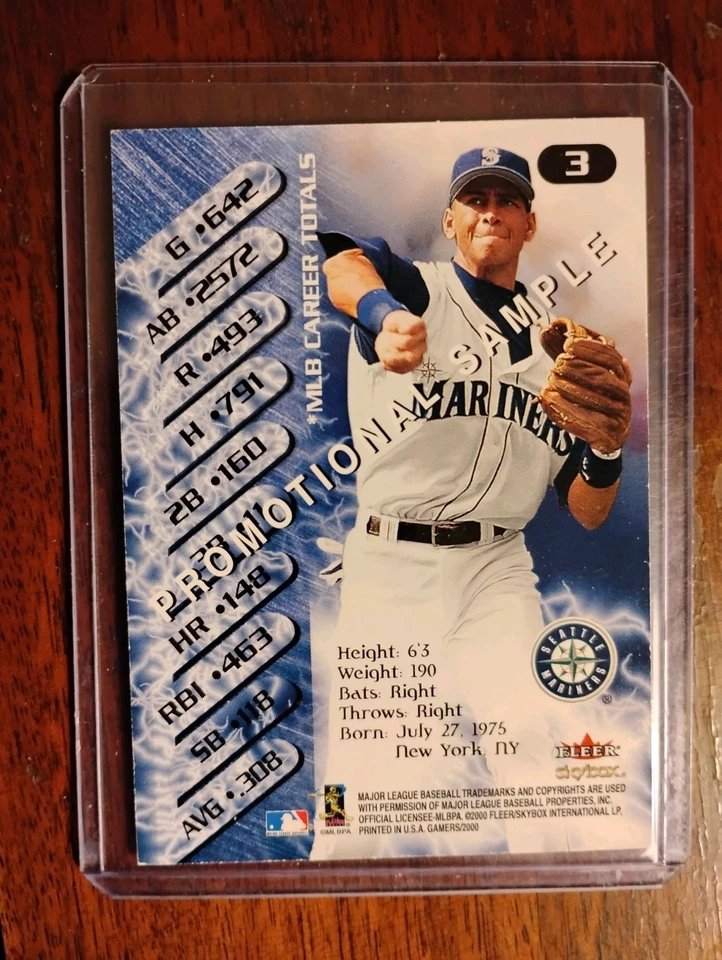 3
*MLB CAREER TOTALS
G •642
AB •2572
R •493
H •791
2B •160
3B •11
HR •148
RBI •463
SB •118
AVG •.308
PROMOTIONAL SAMPLE
S
MARINERS
Height: 6'3
Weight: 190
Bats: Right
Throws: Right
Born: July 27, 1975
New York, NY
SEATTLE
MARINERS
®
FLEER
skybox.
©MLBPA
MAJOR LEAGUE BASEBALL TRADEMARKS AND COPYRIGHTS ARE USED
WITH PERMISSION OF MAJOR LEAGUE BASEBALL PROPERTIES, INC.
OFFICIAL LICENSEE-MLBPA. ©2000 FLEER/SKYBOX INTERNATIONAL LP.
PRINTED IN U.S.A. GAMERS/2000